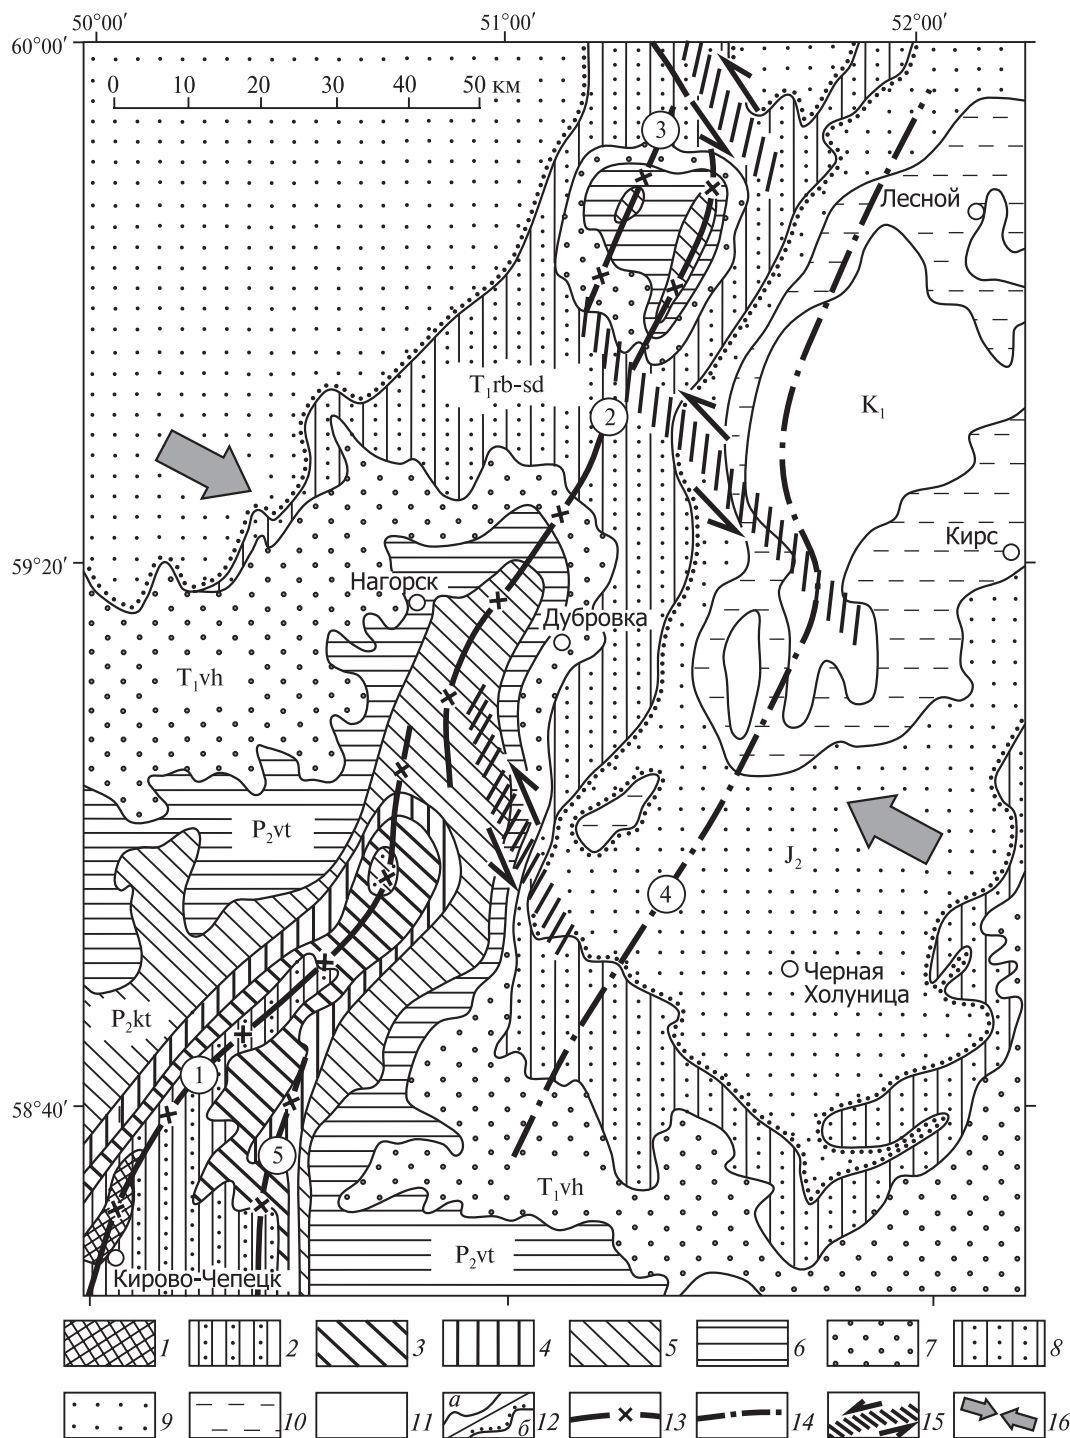 50°00′ 51°00′ 52°00′
60°00′
0 10 20 30 40 50 км
3
Лесной
T₁rb-sd
K₁
2
Кирс
59°20′
Нагорск
Дубровка
T₁vh
P₂vt
J₂
4
Черная
Холуница
P₂kt
1
58°40′
5
T₁vh
P₂vt
Кирово-Чепецк
1 2 3 4 5 6 7 8
9 10 11 а б 12 13 14 15 16